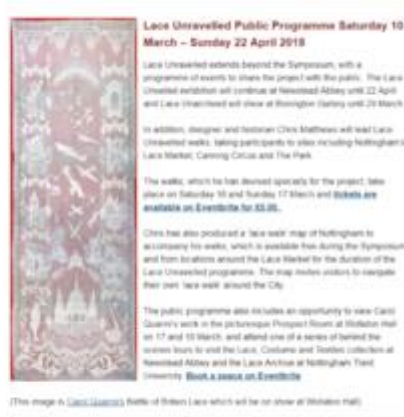 Lace Unravelled Public Programme Saturday 10
March – Sunday 22 April 2018
Lace Unravelled extends beyond the Symposium, with a
programme of events to share the project with the public. The Lace
Unveiled exhibition will continue at Newstead Abbey until 22 April
and Lace Unarchived will show at Bonington Gallery until 29 March.
In addition, designer and historian Chris Matthews will lead Lace
Unravelled walks, taking participants to sites including Nottingham's
Lace Market, Canning Circus and The Park.
The walks, which he has devised specially for the project, take
place on Saturday 10 and Sunday 17 March and tickets are
available on Eventbrite for £5.00.
Chris has also produced a 'lace walk' map of Nottingham to
accompany his walks, which is available free during the Symposium
and from locations around the Lace Market for the duration of the
Lace Unravelled programme. The map invites visitors to navigate
their own 'lace walk' around the City.
The public programme also includes an opportunity to view Carol
Quarini's work in the picturesque Prospect Room at Wollaton Hall
on 17 and 18 March, and attend one of a series of behind the
scenes tours to visit the Lace, Costume and Textiles collection at
Newstead Abbey and the Lace Archive at Nottingham Trent
University. Book a space on Eventbrite
(This image is Carol Quarini's Battle of Britain Lace which will be on show at Wollaton Hall)